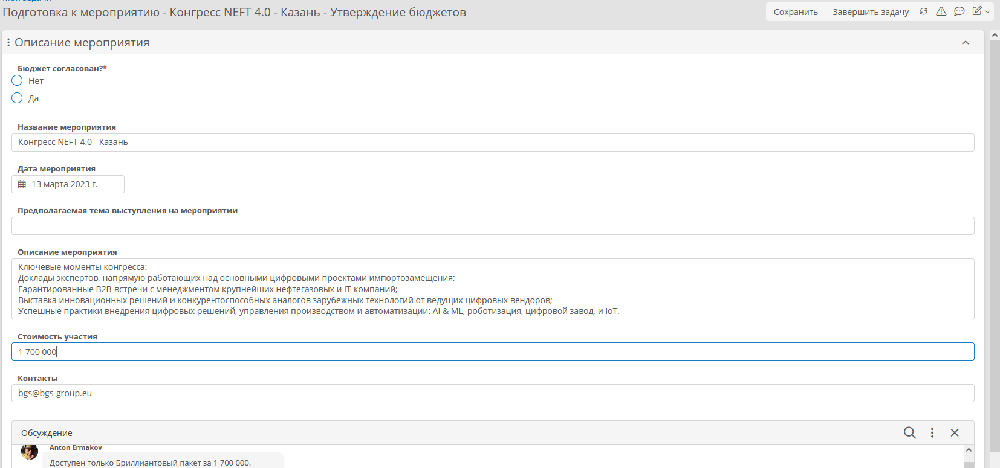 Подготовка к мероприятию - Конгресс NEFT 4.0 - Казань - Утверждение бюджетов
Сохранить Завершить задачу
Описание мероприятия
Бюджет согласован?*
Нет
Да
Название мероприятия
Конгресс NEFT 4.0 - Казань
Дата мероприятия
13 марта 2023 г.
Предполагаемая тема выступления на мероприятии
Описание мероприятия
Ключевые моменты конгресса:
Доклады экспертов, напрямую работающих над основными цифровыми проектами импортозамещения;
Гарантированные B2B-встречи с менеджментом крупнейших нефтегазовых и IT-компаний;
Выставка инновационных решений и конкурентоспособных аналогов зарубежных технологий от ведущих цифровых вендоров;
Успешные практики внедрения цифровых решений, управления производством и автоматизации: AI & ML, роботизация, цифровой завод, и IoT.
Стоимость участия
1 700 000
Контакты
bgs@bgs-group.eu
Обсуждение
Anton Ermakov
Доступен только Бриллиантовый пакет за 1 700 000.